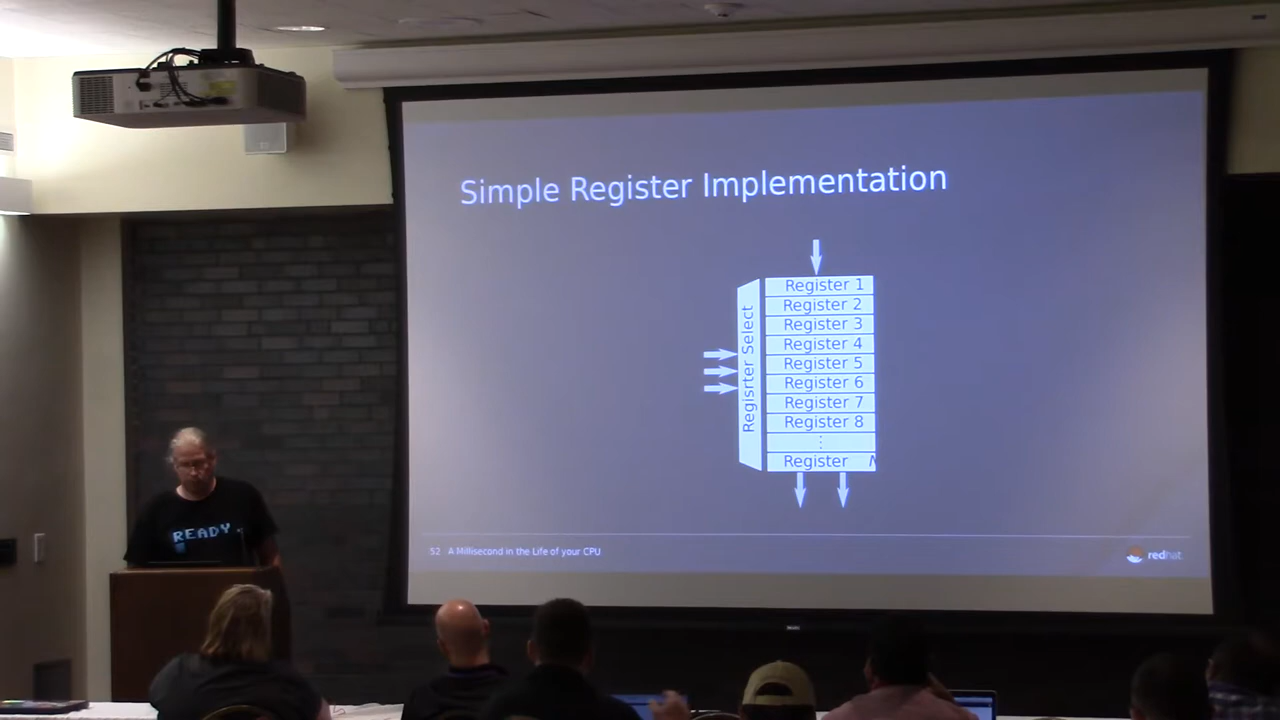 Simple Register Implementation
Regisrter Select
Register 1
Register 2
Register 3
Register 4
Register 5
Register 6
Register 7
Register 8
⋮
Register N
52 A Millisecond in the Life of your CPU
redhat
READY.